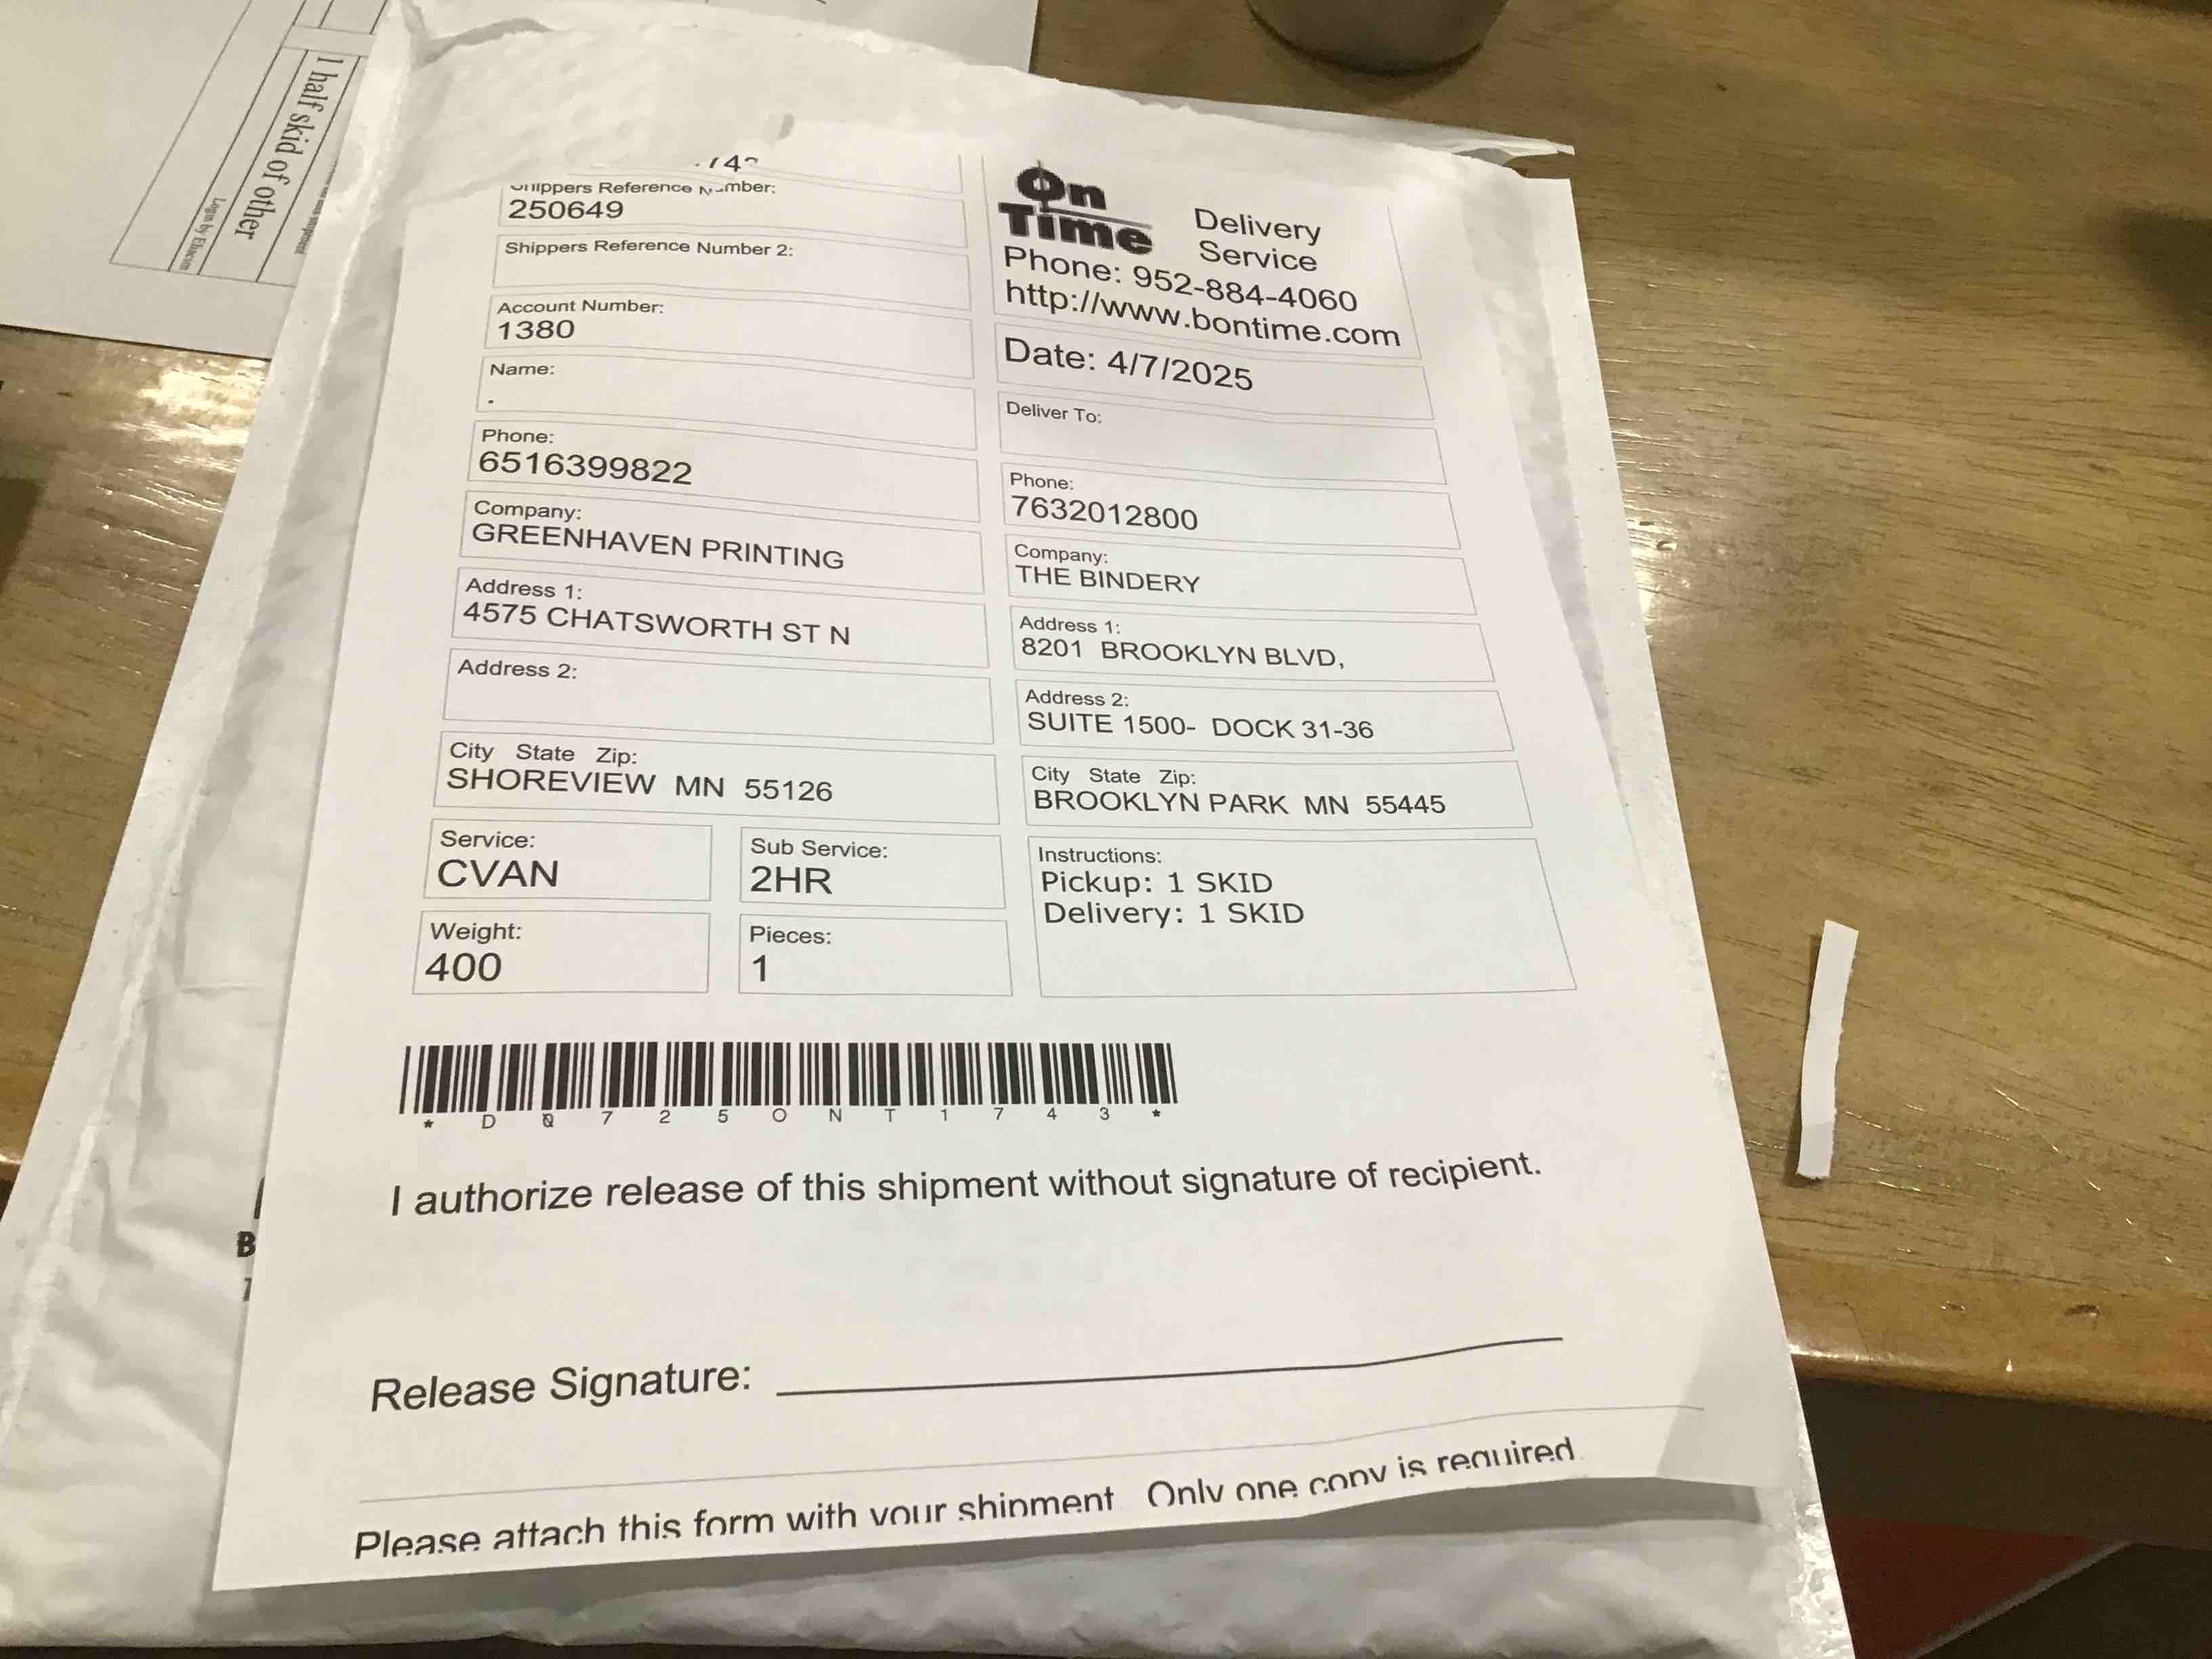 Shippers Reference Number:
250649
Shippers Reference Number 2:
Account Number:
1380
Name:
.
Phone:
6516399822
Company:
GREENHAVEN PRINTING
Address 1:
4575 CHATSWORTH ST N
Address 2:
City State Zip:
SHOREVIEW MN 55126
Service:
CVAN
Sub Service:
2HR
Weight:
400
Pieces:
1
On
Time
Delivery
Service
Phone: 952-884-4060
http://www.bontime.com
Date: 4/7/2025
Deliver To:
Phone:
7632012800
Company:
THE BINDERY
Address 1:
8201 BROOKLYN BLVD,
Address 2:
SUITE 1500- DOCK 31-36
City State Zip:
BROOKLYN PARK MN 55445
Instructions:
Pickup: 1 SKID
Delivery: 1 SKID
* D Q 7 2 5 O N T 1 7 4 3 *
I authorize release of this shipment without signature of recipient.
Release Signature:
Please attach this form with your shipment. Only one copy is required.
I half skid of other
B